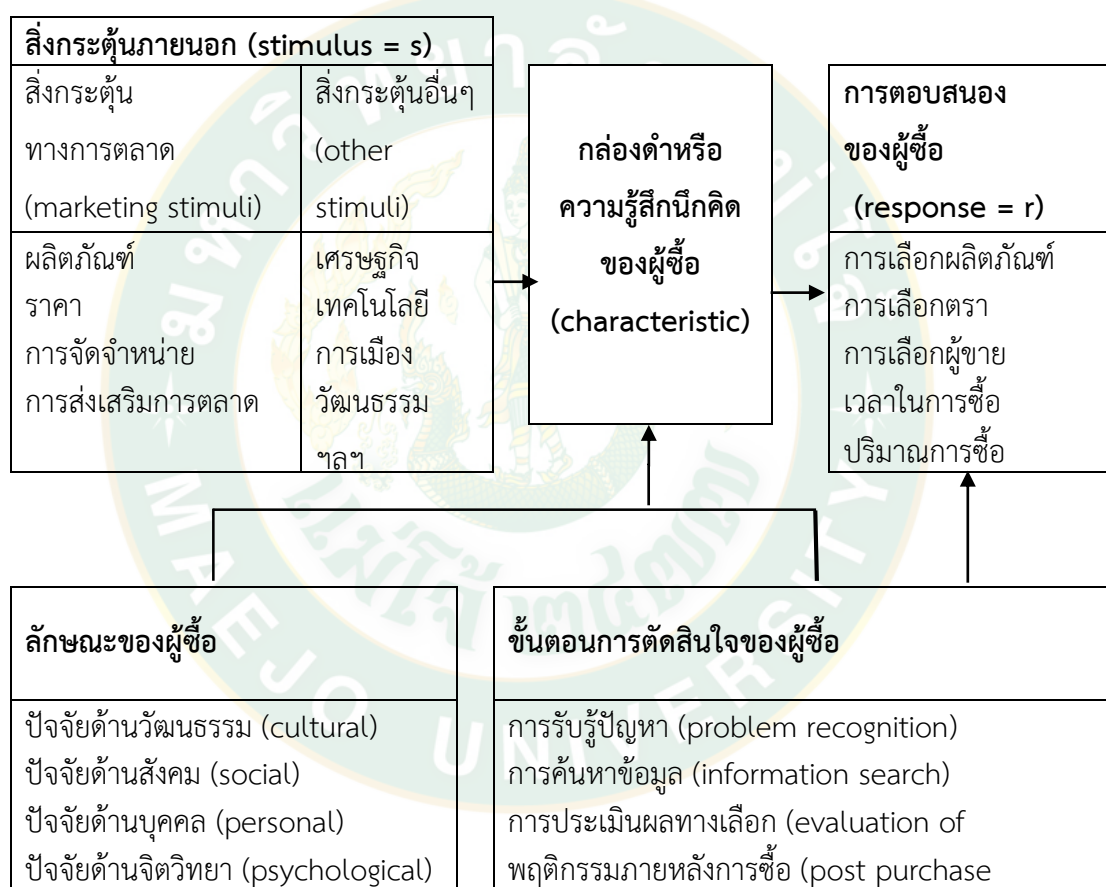 สิ่งกระตุ้นภายนอก (stimulus = s)
สิ่งกระตุ้น
ทางการตลาด
(marketing stimuli)
สิ่งกระตุ้นอื่นๆ
(other
stimuli)
ผลิตภัณฑ์
ราคา
การจัดจำหน่าย
การส่งเสริมการตลาด
เศรษฐกิจ
เทคโนโลยี
การเมือง
วัฒนธรรม
ฯลฯ
กล่องดำหรือ
ความรู้สึกนึกคิด
ของผู้ซื้อ
(characteristic)
การตอบสนอง
ของผู้ซื้อ
(response = r)
การเลือกผลิตภัณฑ์
การเลือกตรา
การเลือกผู้ขาย
เวลาในการซื้อ
ปริมาณการซื้อ
ลักษณะของผู้ซื้อ
ปัจจัยด้านวัฒนธรรม (cultural)
ปัจจัยด้านสังคม (social)
ปัจจัยด้านบุคคล (personal)
ปัจจัยด้านจิตวิทยา (psychological)
ขั้นตอนการตัดสินใจของผู้ซื้อ
การรับรู้ปัญหา (problem recognition)
การค้นหาข้อมูล (information search)
การประเมินผลทางเลือก (evaluation of
พฤติกรรมภายหลังการซื้อ (post purchase
MAEJO UNIVERSITY
แม่โจ้ ๒๔๗๗